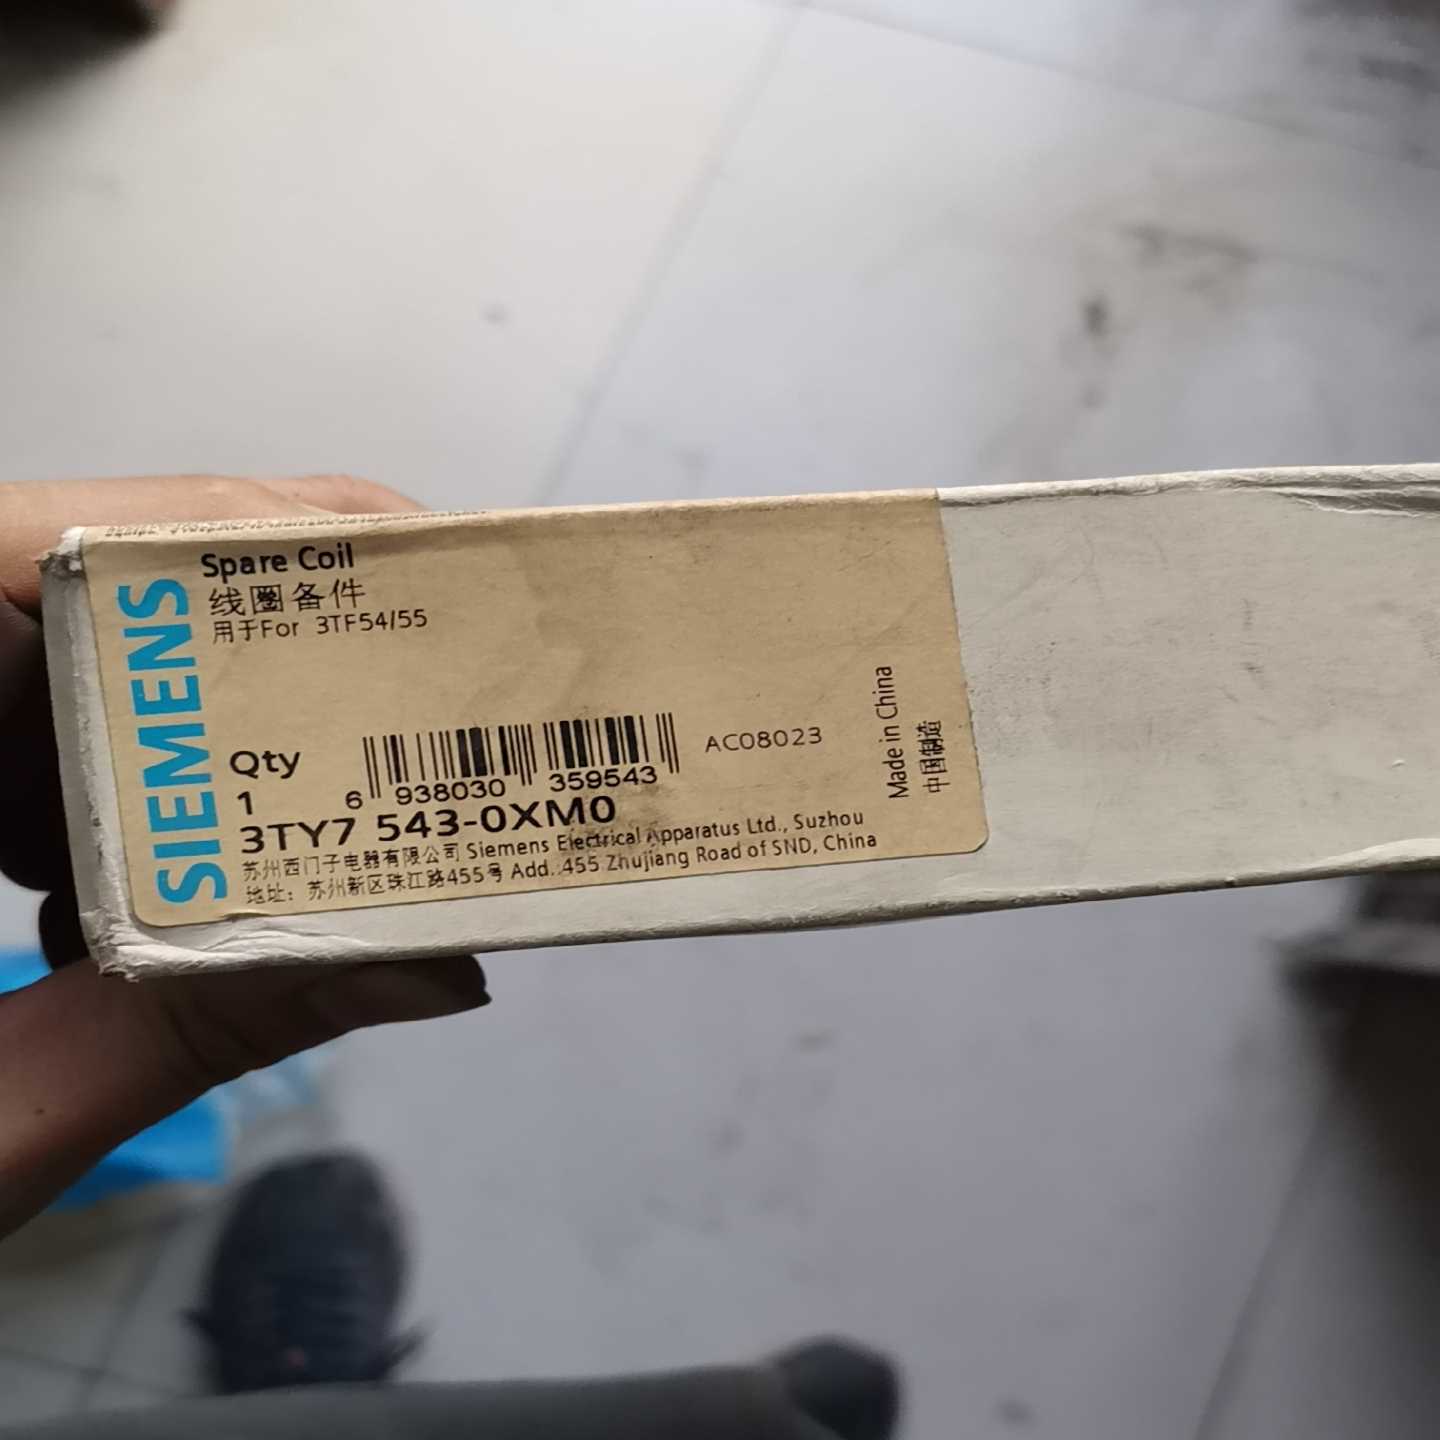 SIEMENS
Spare Coil
线圈备件
用于For 3TF54/55
Qty
1
6 938030 359543
AC08023
Made in China
中国制造
3TY7 543-0XM0
苏州西门子电器有限公司 Siemens Electrical Apparatus Ltd., Suzhou
地址：苏州新区珠江路455号 Add.:455 Zhujiang Road of SND, China